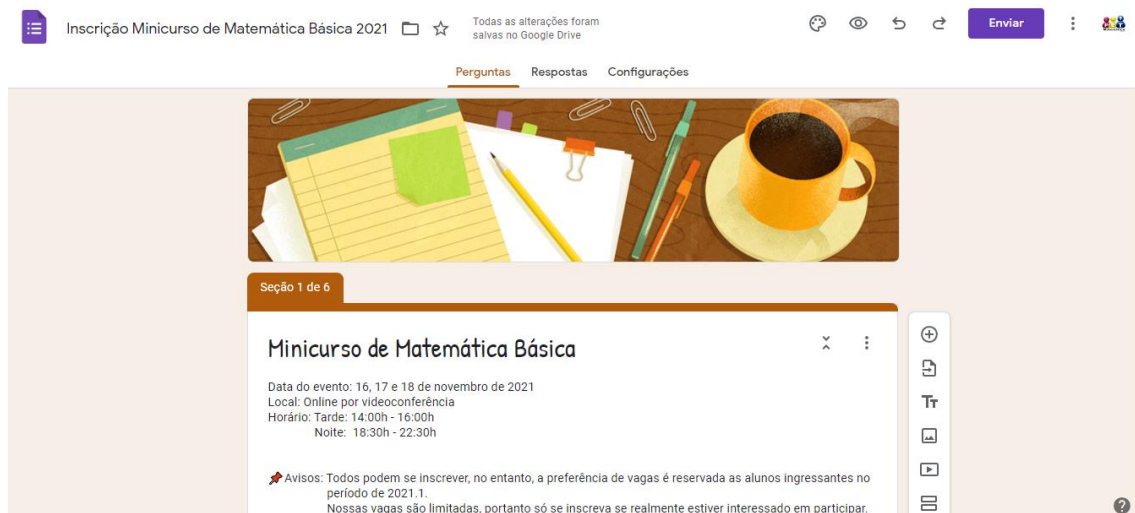 Inscrição Minicurso de Matemática Básica 2021
Todas as alterações foram
salvas no Google Drive
Enviar
Perguntas Respostas Configurações
Seção 1 de 6
Minicurso de Matemática Básica
Data do evento: 16, 17 e 18 de novembro de 2021
Local: Online por videoconferência
Horário: Tarde: 14:00h - 16:00h
Noite: 18:30h - 22:30h
Avisos: Todos podem se inscrever, no entanto, a preferência de vagas é reservada as alunos ingressantes no
período de 2021.1.
Nossas vagas são limitadas, portanto só se inscreva se realmente estiver interessado em participar.
Tт